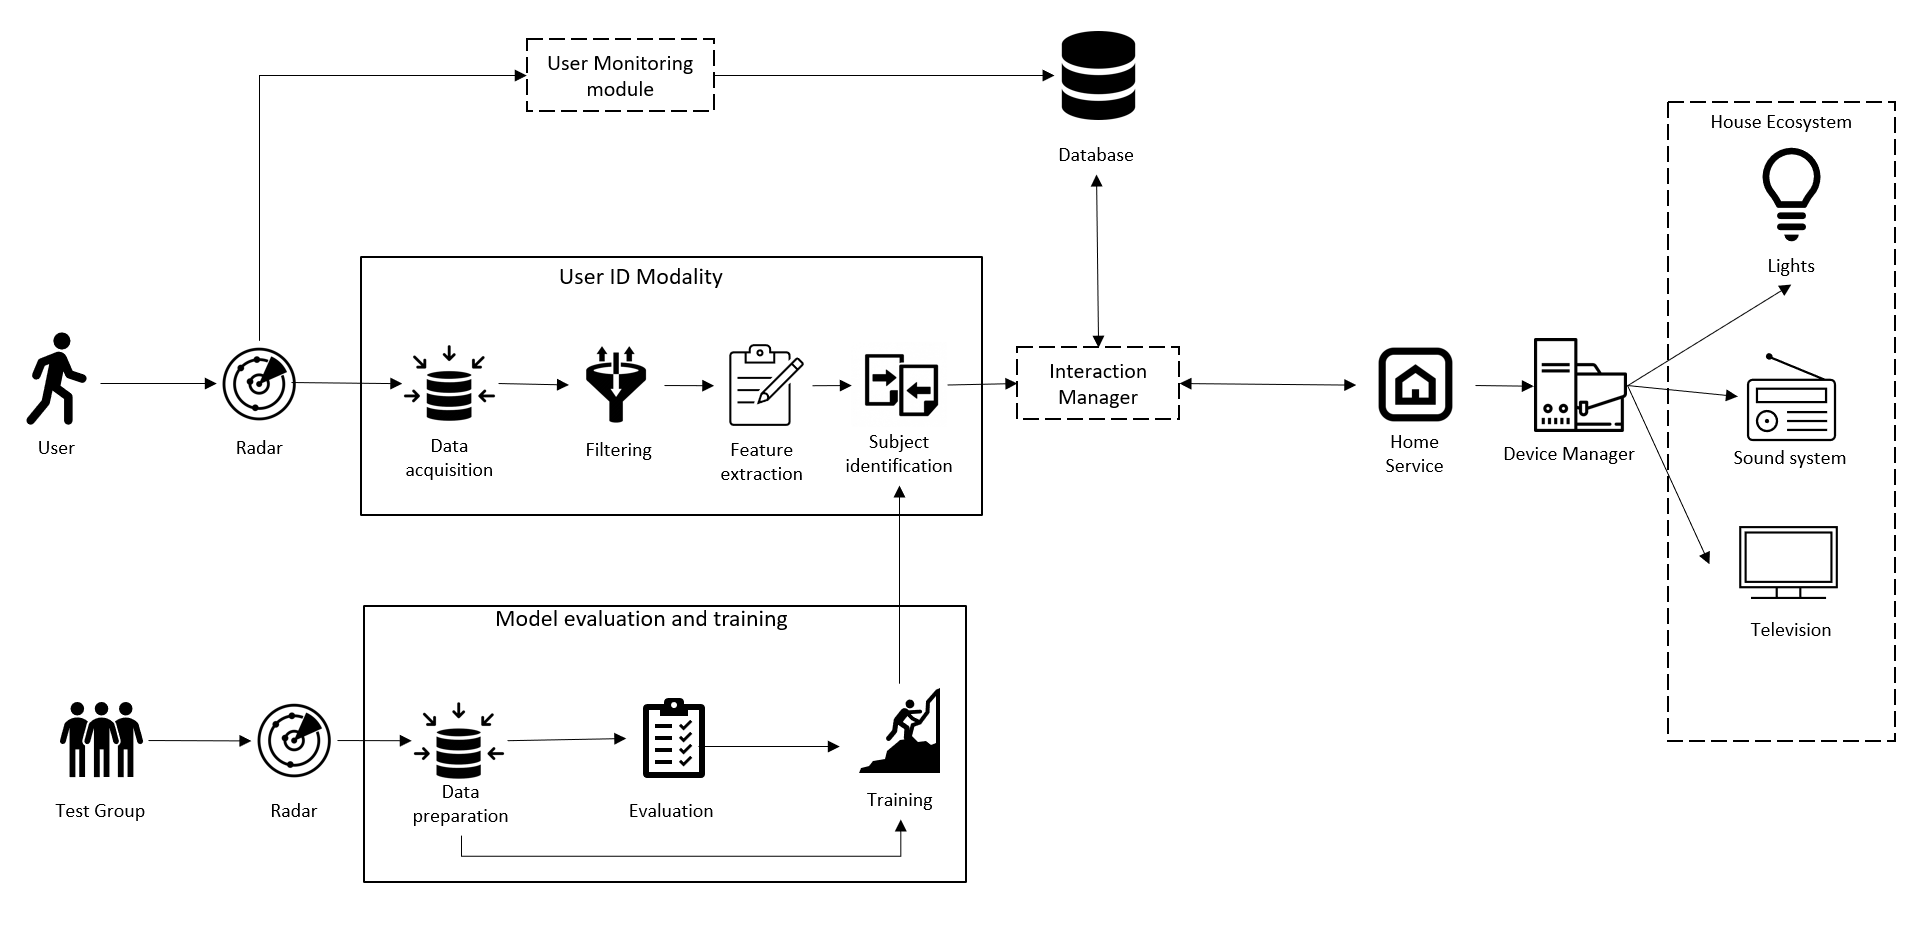 User Monitoring
module
Database
House Ecosystem
Lights
User ID Modality
User
Radar
Data
acquisition
Filtering
Feature
extraction
Subject
identification
Interaction
Manager
Home
Service
Device Manager
Sound system
Television
Model evaluation and training
Test Group
Radar
Data
preparation
Evaluation
Training